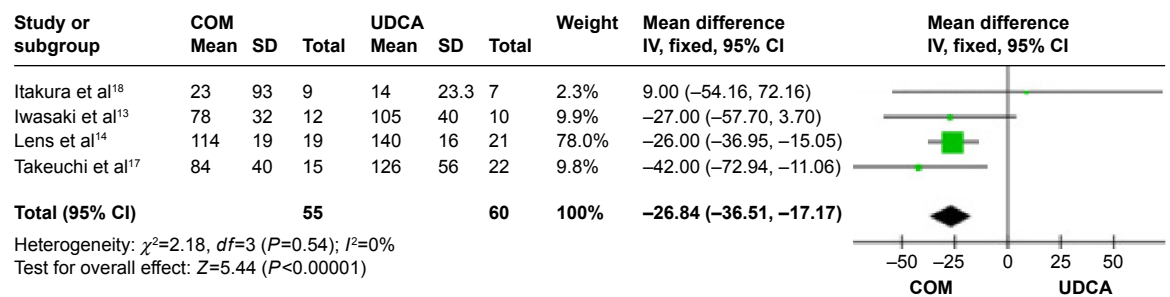 Study or COM UDCA Weight Mean difference Mean difference
subgroup Mean SD Total Mean SD Total IV, fixed, 95% CI IV, fixed, 95% CI
Itakura et al¹⁸ 23 93 9 14 23.3 7 2.3% 9.00 (–54.16, 72.16)
Iwasaki et al¹³ 78 32 12 105 40 10 9.9% –27.00 (–57.70, 3.70)
Lens et al¹⁴ 114 19 19 140 16 21 78.0% –26.00 (–36.95, –15.05)
Takeuchi et al¹⁷ 84 40 15 126 56 22 9.8% –42.00 (–72.94, –11.06)
Total (95% CI) 55 60 100% –26.84 (–36.51, –17.17)
Heterogeneity: χ²=2.18, df=3 (P=0.54); I²=0%
Test for overall effect: Z=5.44 (P<0.00001)
–50 –25 0 25 50
COM UDCA